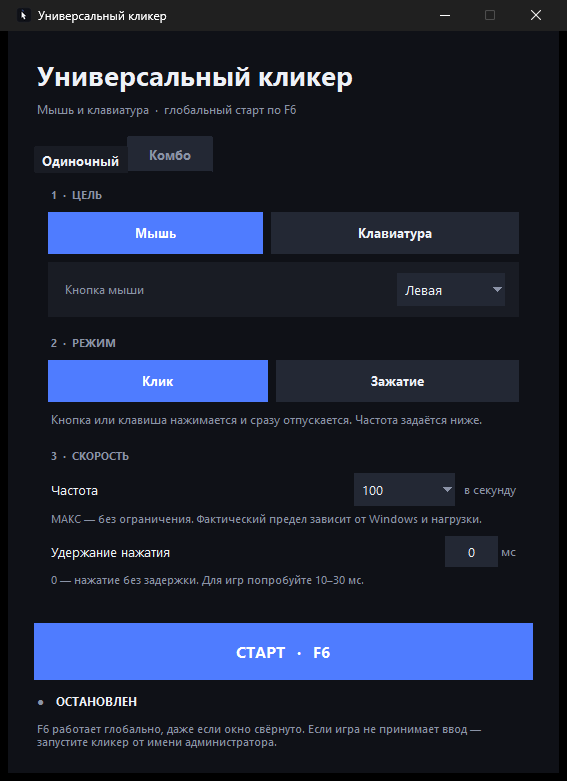 Универсальный кликер
Универсальный кликер
Мышь и клавиатура · глобальный старт по F6
Одиночный
Комбо
1 · ЦЕЛЬ
Мышь
Клавиатура
Кнопка мыши
Левая
2 · РЕЖИМ
Клик
Зажатие
Кнопка или клавиша нажимается и сразу отпускается. Частота задаётся ниже.
3 · СКОРОСТЬ
Частота
100
в секунду
МАКС — без ограничения. Фактический предел зависит от Windows и нагрузки.
Удержание нажатия
0
мс
0 — нажатие без задержки. Для игр попробуйте 10–30 мс.
СТАРТ · F6
● ОСТАНОВЛЕН
F6 работает глобально, даже если окно свёрнуто. Если игра не принимает ввод —
запустите кликер от имени администратора.